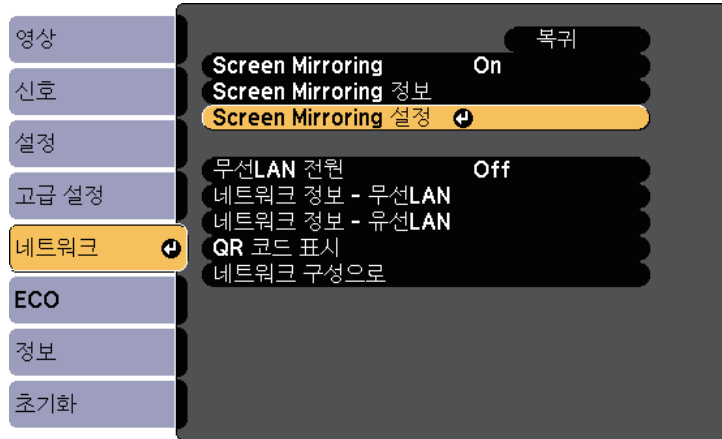 영상
신호
설정
고급 설정
네트워크
ECO
정보
초기화
복귀
Screen Mirroring On
Screen Mirroring 정보
Screen Mirroring 설정
무선LAN 전원 Off
네트워크 정보 - 무선LAN
네트워크 정보 - 유선LAN
QR 코드 표시
네트워크 구성으로